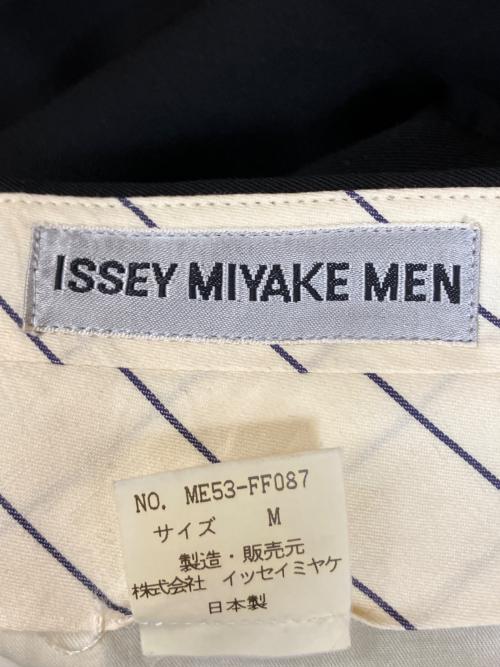 ISSEY MIYAKE MEN
NO. ME53-FF087
サイズ M
製造・販売元
株式会社 イッセイミヤケ
日本製